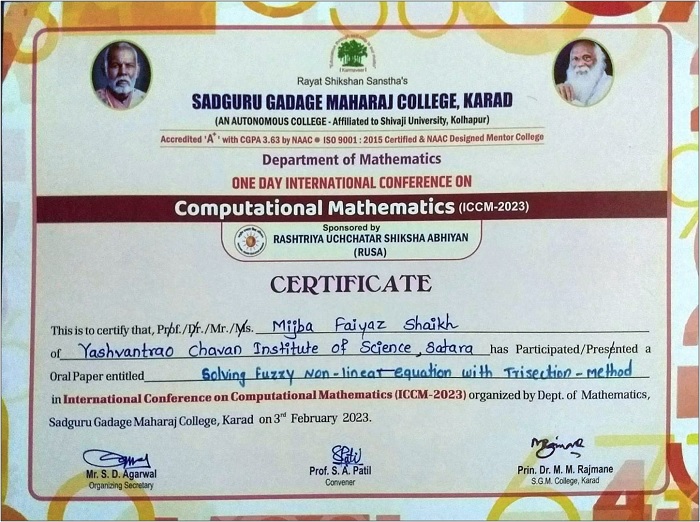 Rayat Shikshan Sanstha's
SADGURU GADAGE MAHARAJ COLLEGE, KARAD
(AN AUTONOMOUS COLLEGE - Affiliated to Shivaji University, Kolhapur)
Accredited 'A+' with CGPA 3.63 by NAAC ● ISO 9001 : 2015 Certified & NAAC Designed Mentor College
Department of Mathematics
ONE DAY INTERNATIONAL CONFERENCE ON
Computational Mathematics (ICCM-2023)
Sponsored by
RASHTRIYA UCHCHATAR SHIKSHA ABHIYAN
(RUSA)
CERTIFICATE
This is to certify that, Prof./Dr./Mr./Ms. Mijba Faiyaz Shaikh
of Yashvantrao Chavan Institute of Science, Satara has Participated/Presented a
Oral Paper entitled Solving Fuzzy Non-linear equation with Trisection-Method
in International Conference on Computational Mathematics (ICCM-2023) organized by Dept. of Mathematics,
Sadguru Gadage Maharaj College, Karad on 3rd February 2023.
Mr. S. D. Agarwal
Organizing Secretary
Prof. S. A. Patil
Convener
Prin. Dr. M. M. Rajmane
S.G.M. College, Karad